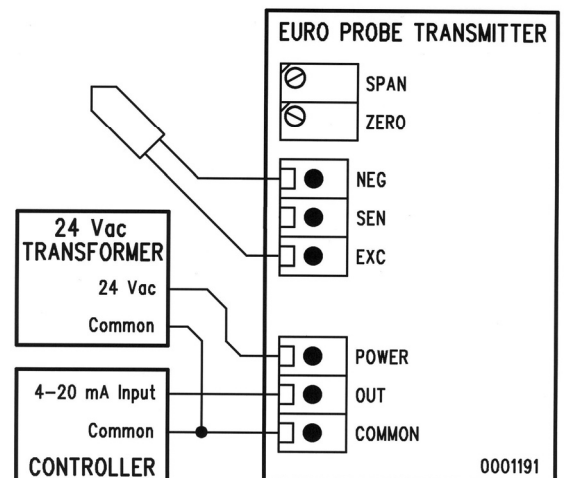 EURO PROBE TRANSMITTER
SPAN
ZERO
NEG
SEN
EXC
24 Vac
TRANSFORMER
24 Vac
Common
POWER
4-20 mA Input
OUT
Common
COMMON
CONTROLLER
0001191